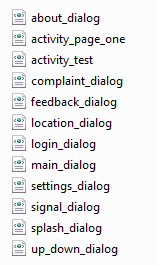 about_dialog
activity_page_one
activity_test
complaint_dialog
feedback_dialog
location_dialog
login_dialog
main_dialog
settings_dialog
signal_dialog
splash_dialog
up_down_dialog